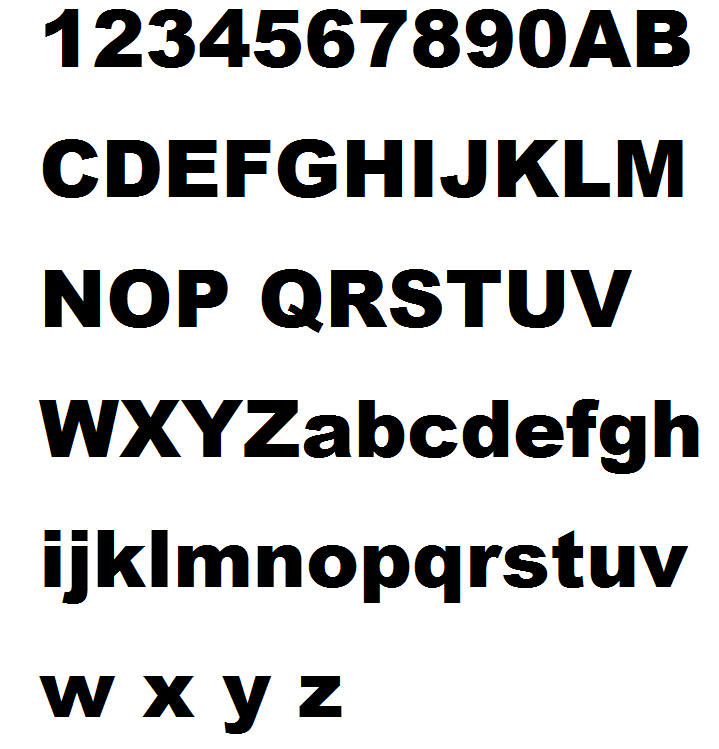 1234567890AB
CDEFGHIJKLM
NOP QRSTUV
WXYZabcdefgh
ijklmnopqrstuv
w x y z